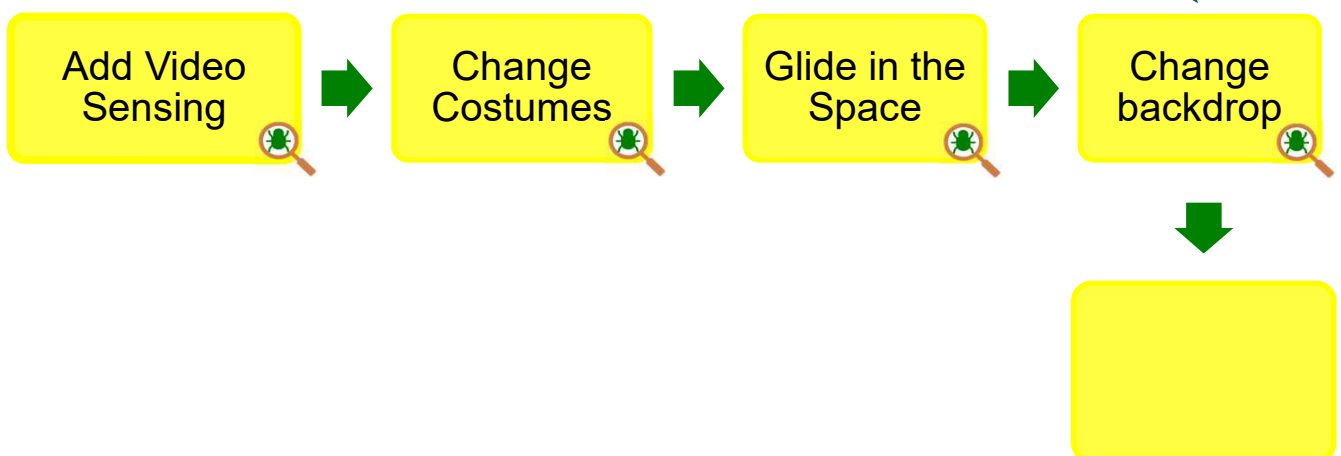 Add Video
Sensing
Change
Costumes
Glide in the
Space
Change
backdrop